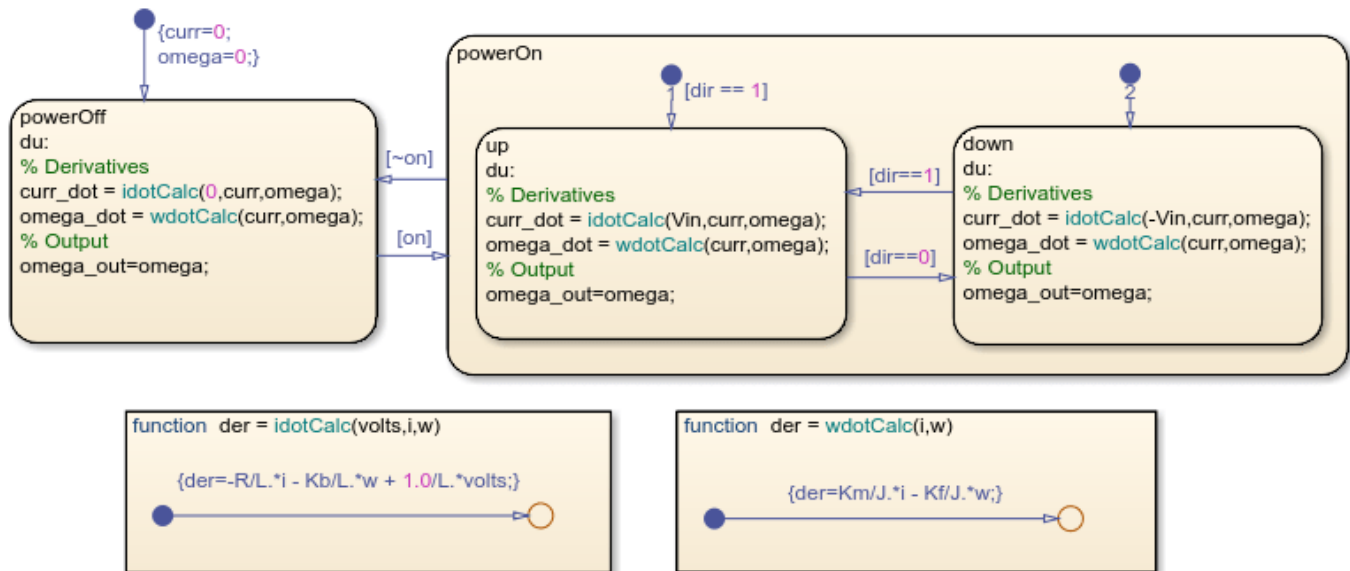 {curr=0;
omega=0;}
powerOff
du:
% Derivatives
curr_dot = idotCalc(0,curr,omega);
omega_dot = wdotCalc(curr,omega);
% Output
omega_out=omega;
[~on]
[on]
powerOn
1
[dir == 1]
2
up
du:
% Derivatives
curr_dot = idotCalc(Vin,curr,omega);
omega_dot = wdotCalc(curr,omega);
% Output
omega_out=omega;
[dir==1]
[dir==0]
down
du:
% Derivatives
curr_dot = idotCalc(-Vin,curr,omega);
omega_dot = wdotCalc(curr,omega);
% Output
omega_out=omega;
function der = idotCalc(volts,i,w)
{der=-R/L.*i - Kb/L.*w + 1.0/L.*volts;}
function der = wdotCalc(i,w)
{der=Km/J.*i - Kf/J.*w;}